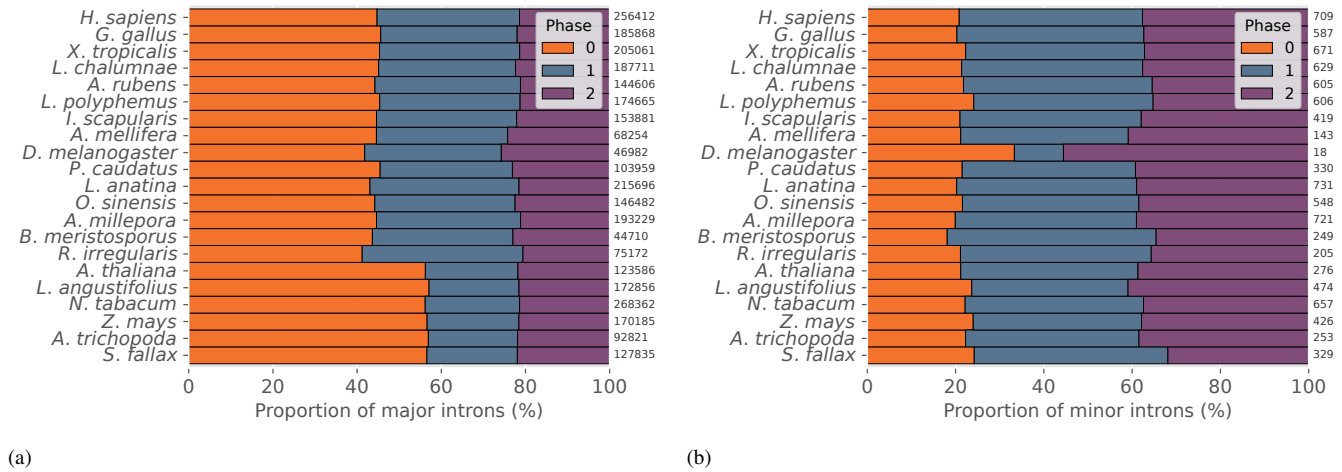 H. sapiens 256412
G. gallus 185868
X. tropicalis 205061
L. chalumnae 187711
A. rubens 144606
L. polyphemus 174665
I. scapularis 153881
A. mellifera 68254
D. melanogaster 46982
P. caudatus 103959
L. anatina 215696
O. sinensis 146482
A. millepora 193229
B. meristosporus 44710
R. irregularis 75172
A. thaliana 123586
L. angustifolius 172856
N. tabacum 268362
Z. mays 170185
A. trichopoda 92821
S. fallax 127835
Phase
0
1
2
0 20 40 60 80 100
Proportion of major introns (%)
(a)
H. sapiens 709
G. gallus 587
X. tropicalis 671
L. chalumnae 629
A. rubens 605
L. polyphemus 606
I. scapularis 419
A. mellifera 143
D. melanogaster 18
P. caudatus 330
L. anatina 731
O. sinensis 548
A. millepora 721
B. meristosporus 249
R. irregularis 205
A. thaliana 276
L. angustifolius 474
N. tabacum 657
Z. mays 426
A. trichopoda 253
S. fallax 329
Phase
0
1
2
0 20 40 60 80 100
Proportion of minor introns (%)
(b)